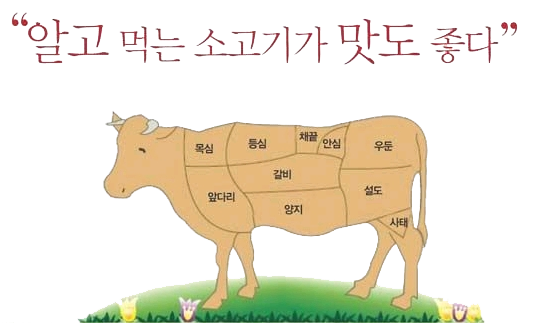 “알고 먹는 소고기가 맛도 좋다”
목심
등심
채끝
안심
우둔
갈비
앞다리
양지
설도
사태